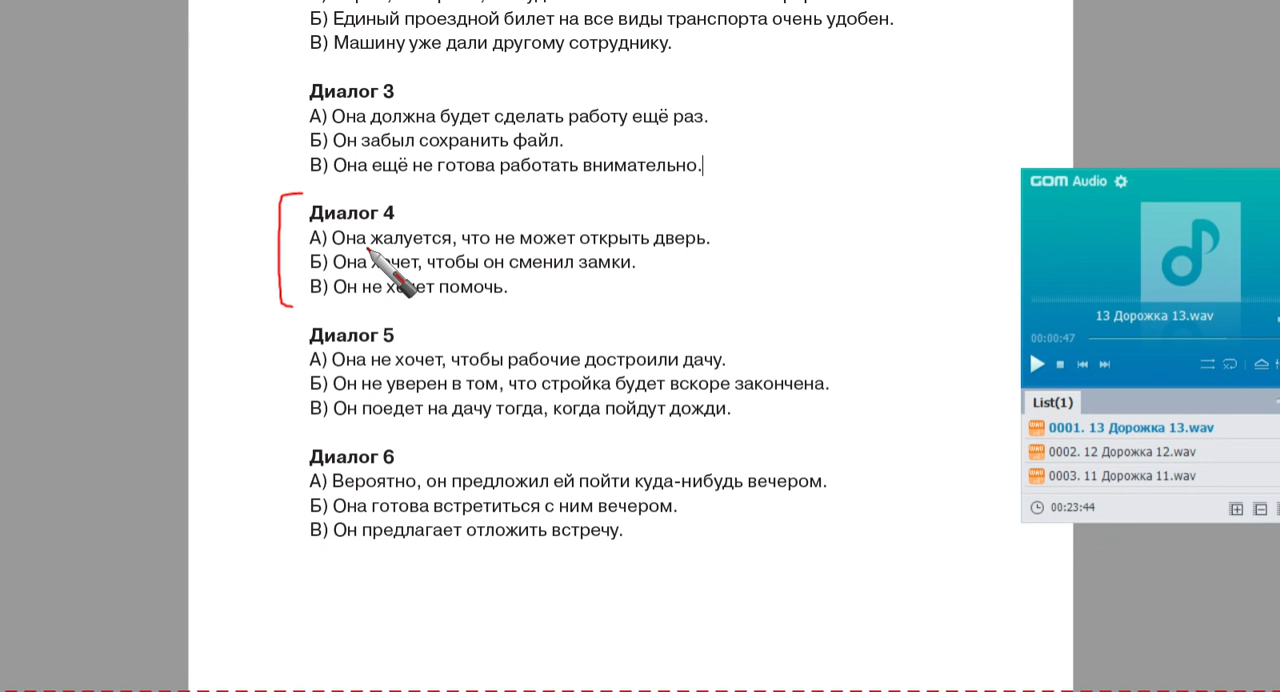 Б) Единый проездной билет на все виды транспорта очень удобен.
В) Машину уже дали другому сотруднику.
Диалог 3
А) Она должна будет сделать работу ещё раз.
Б) Он забыл сохранить файл.
В) Она ещё не готова работать внимательно.
Диалог 4
А) Она жалуется, что не может открыть дверь.
Б) Она хочет, чтобы он сменил замки.
В) Он не хочет помочь.
Диалог 5
А) Она не хочет, чтобы рабочие достроили дачу.
Б) Он не уверен в том, что стройка будет вскоре закончена.
В) Он поедет на дачу тогда, когда пойдут дожди.
Диалог 6
А) Вероятно, он предложил ей пойти куда-нибудь вечером.
Б) Она готова встретиться с ним вечером.
В) Он предлагает отложить встречу.
GOM Audio
13 Дорожка 13.wav
00:00:47
List(1)
0001. 13 Дорожка 13.wav
0002. 12 Дорожка 12.wav
0003. 11 Дорожка 11.wav
00:23:44